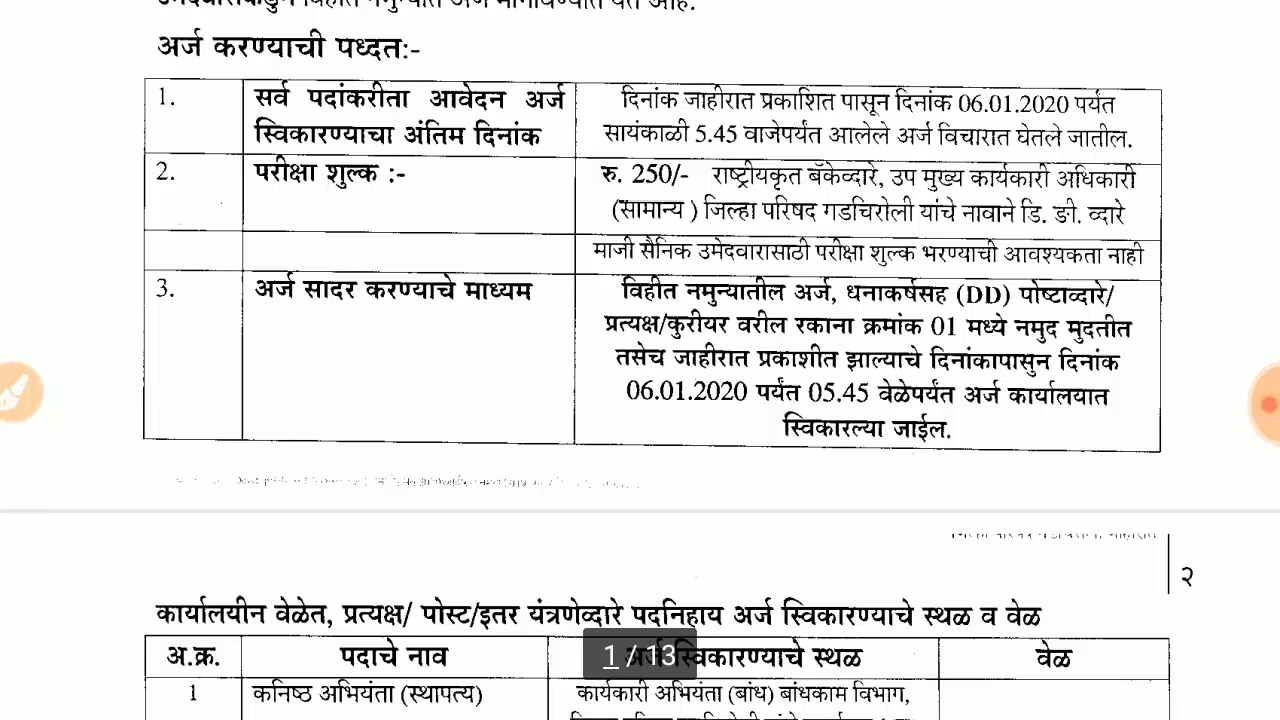 अर्ज करण्याची पध्दतः-
1. सर्व पदांकरीता आवेदन अर्ज स्विकारण्याचा अंतिम दिनांक
दिनांक जाहीरात प्रकाशित पासून दिनांक 06.01.2020 पर्यंत
सायंकाळी 5.45 वाजेपर्यंत आलेले अर्ज विचारात घेतले जातील.
2. परीक्षा शुल्क :-
रु. 250/- राष्ट्रीयकृत बॅकेव्दारे, उप मुख्य कार्यकारी अधिकारी
(सामान्य ) जिल्हा परिषद गडचिरोली यांचे नावाने डि. डी. व्दारे
माजी सैनिक उमेदवारासाठी परीक्षा शुल्क भरण्याची आवश्यकता नाही
3. अर्ज सादर करण्याचे माध्यम
विहीत नमुन्यातील अर्ज, धनाकर्षसह (DD) पोष्टाव्दारे/
प्रत्यक्ष/कुरीयर वरील रकाना क्रमांक 01 मध्ये नमुद मुदतीत
तसेच जाहीरात प्रकाशीत झाल्याचे दिनांकापासुन दिनांक
06.01.2020 पर्यंत 05.45 वेळेपर्यंत अर्ज कार्यालयात
स्विकारल्या जाईल.
२
कार्यालयीन वेळेत, प्रत्यक्ष/ पोस्ट/इतर यंत्रणेव्दारे पदनिहाय अर्ज स्विकारण्याचे स्थळ व वेळ
अ.क्र. पदाचे नाव अर्ज स्विकारण्याचे स्थळ वेळ
1 / 13
1 कनिष्ठ अभियंता (स्थापत्य) कार्यकारी अभियंता (बांध) बांधकाम विभाग,